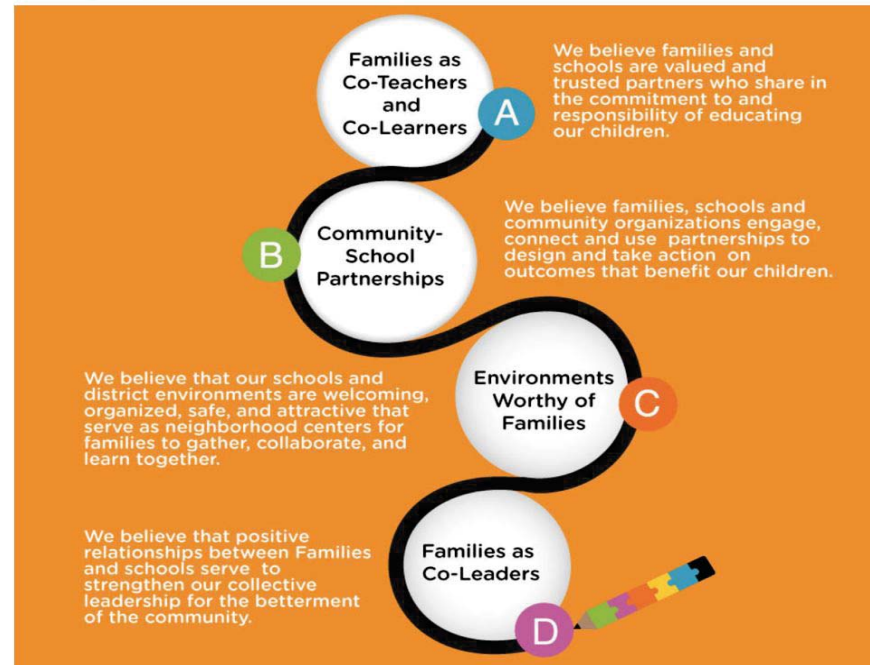 Families as
Co-Teachers
and
Co-Learners
A
We believe families and
schools are valued and
trusted partners who share in
the commitment to and
responsibility of educating
our children.
B
Community-
School
Partnerships
We believe families, schools and
community organizations engage,
connect and use partnerships to
design and take action on
outcomes that benefit our children.
Environments
Worthy of
Families
C
We believe that our schools and
district environments are welcoming,
organized, safe, and attractive that
serve as neighborhood centers for
families to gather, collaborate, and
learn together.
Families as
Co-Leaders
D
We believe that positive
relationships between Families
and schools serve to
strengthen our collective
leadership for the betterment
of the community.